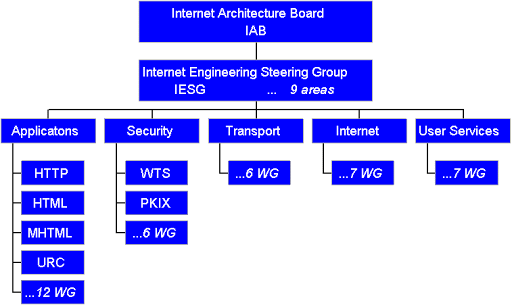 Internet Architecture Board
IAB
Internet Engineering Steering Group
IESG ... 9 areas
Applicatons Security Transport Internet User Services
HTTP WTS ...6 WG ...7 WG ...7 WG
HTML PKIX
MHTML ...6 WG
URC
...12 WG